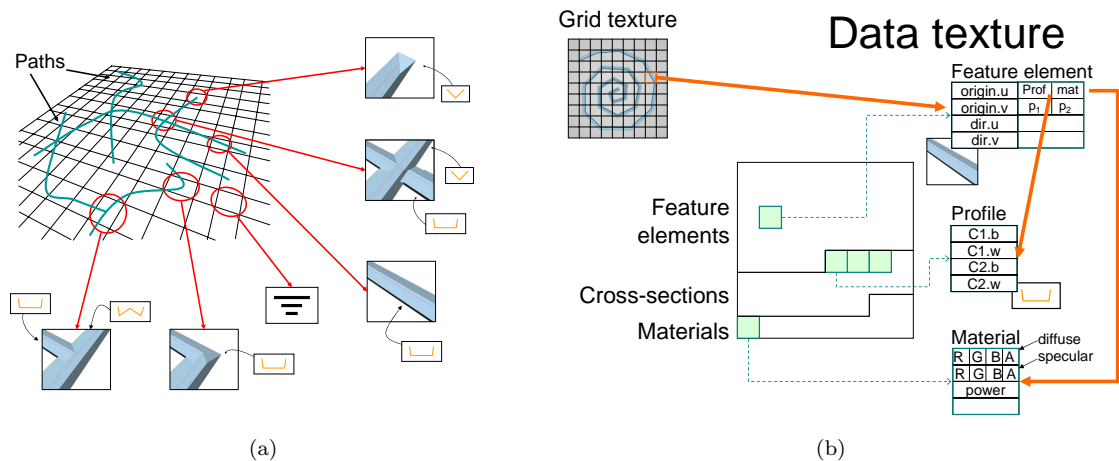 Paths
(a)
Grid texture
Data texture
Feature element
origin.u Prof mat
origin.v p1 p2
dir.u
dir.v
Feature
elements
Cross-sections
Materials
Profile
C1.b
C1.w
C2.b
C2.w
Material
diffuse
specular
R G B A
R G B A
power
(b)